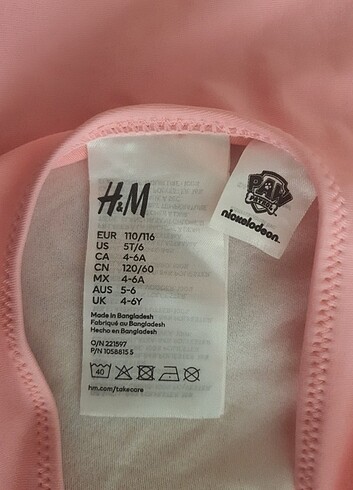 H&M
EUR 110/116
US 5T/6
CA 4-6A
CN 120/60
MX 4-6A
AUS 5-6
UK 4-6Y
Made in Bangladesh
Fabriqué au Bangladesh
Hecho en Bangladesh
O/N 221597
P/N 1058815 5
40
hm.com/takecare
nickelodeon.